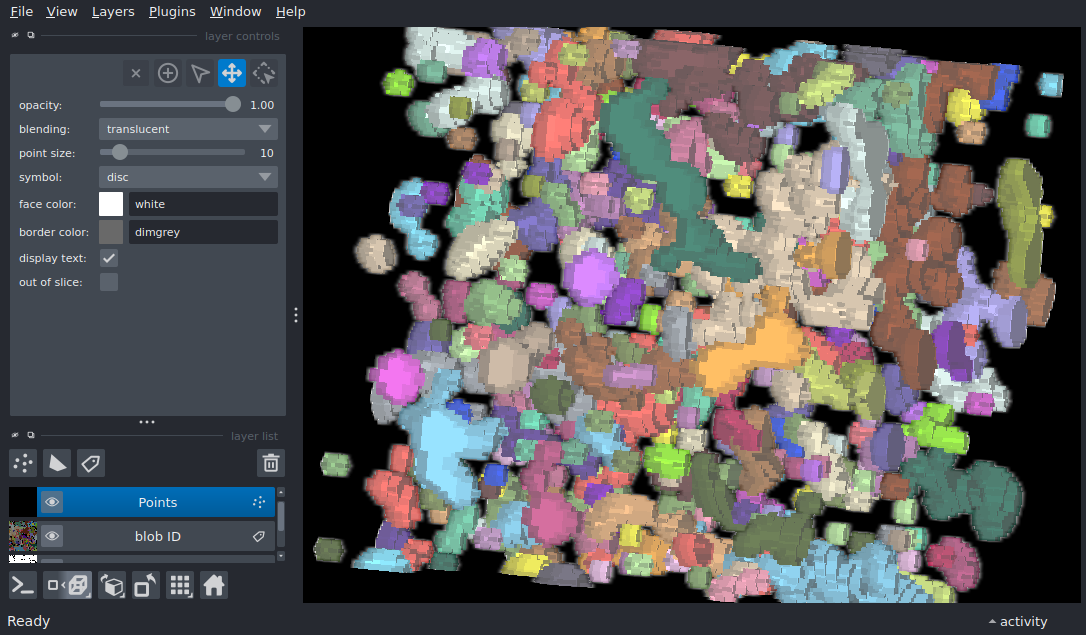 File View Layers Plugins Window Help
layer controls
opacity: 1.00
blending: translucent
point size: 10
symbol: disc
face color: white
border color: dimgrey
display text:
out of slice:
layer list
Points
blob ID
Ready activity